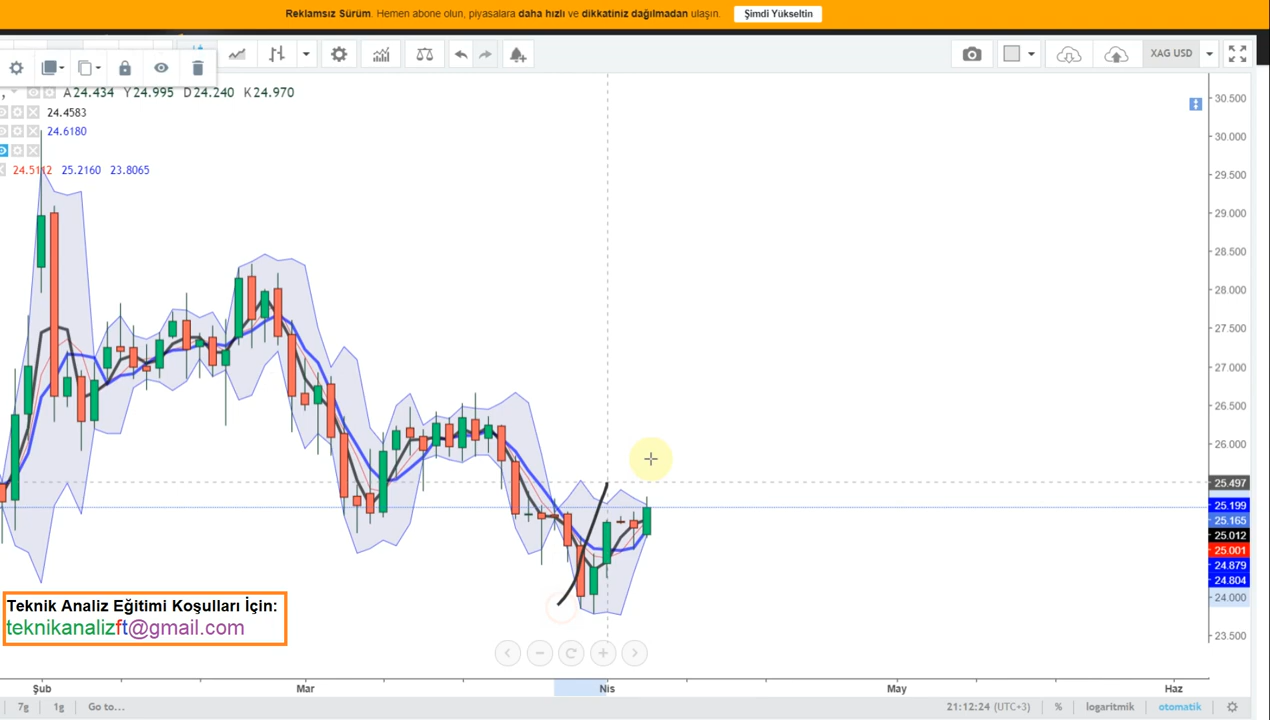 Reklamsız Sürüm. Hemen abone olun, piyasalara daha hızlı ve dikkatiniz dağılmadan ulaşın.
Şimdi Yükseltin
XAG USD
A24.434 Y24.995 D24.240 K24.970
24.4583
24.6180
24.5112 25.2160 23.8065
30.500
30.000
29.500
29.000
28.500
28.000
27.500
27.000
26.500
26.000
25.497
25.199
25.165
25.012
25.001
24.879
24.804
24.000
23.500
Teknik Analiz Eğitimi Koşulları İçin:
teknikanalizft@gmail.com
Şub
Mar
Nis
May
Haz
7g
1g
Go to...
21:12:24 (UTC+3)
%
logaritmik
otomatik